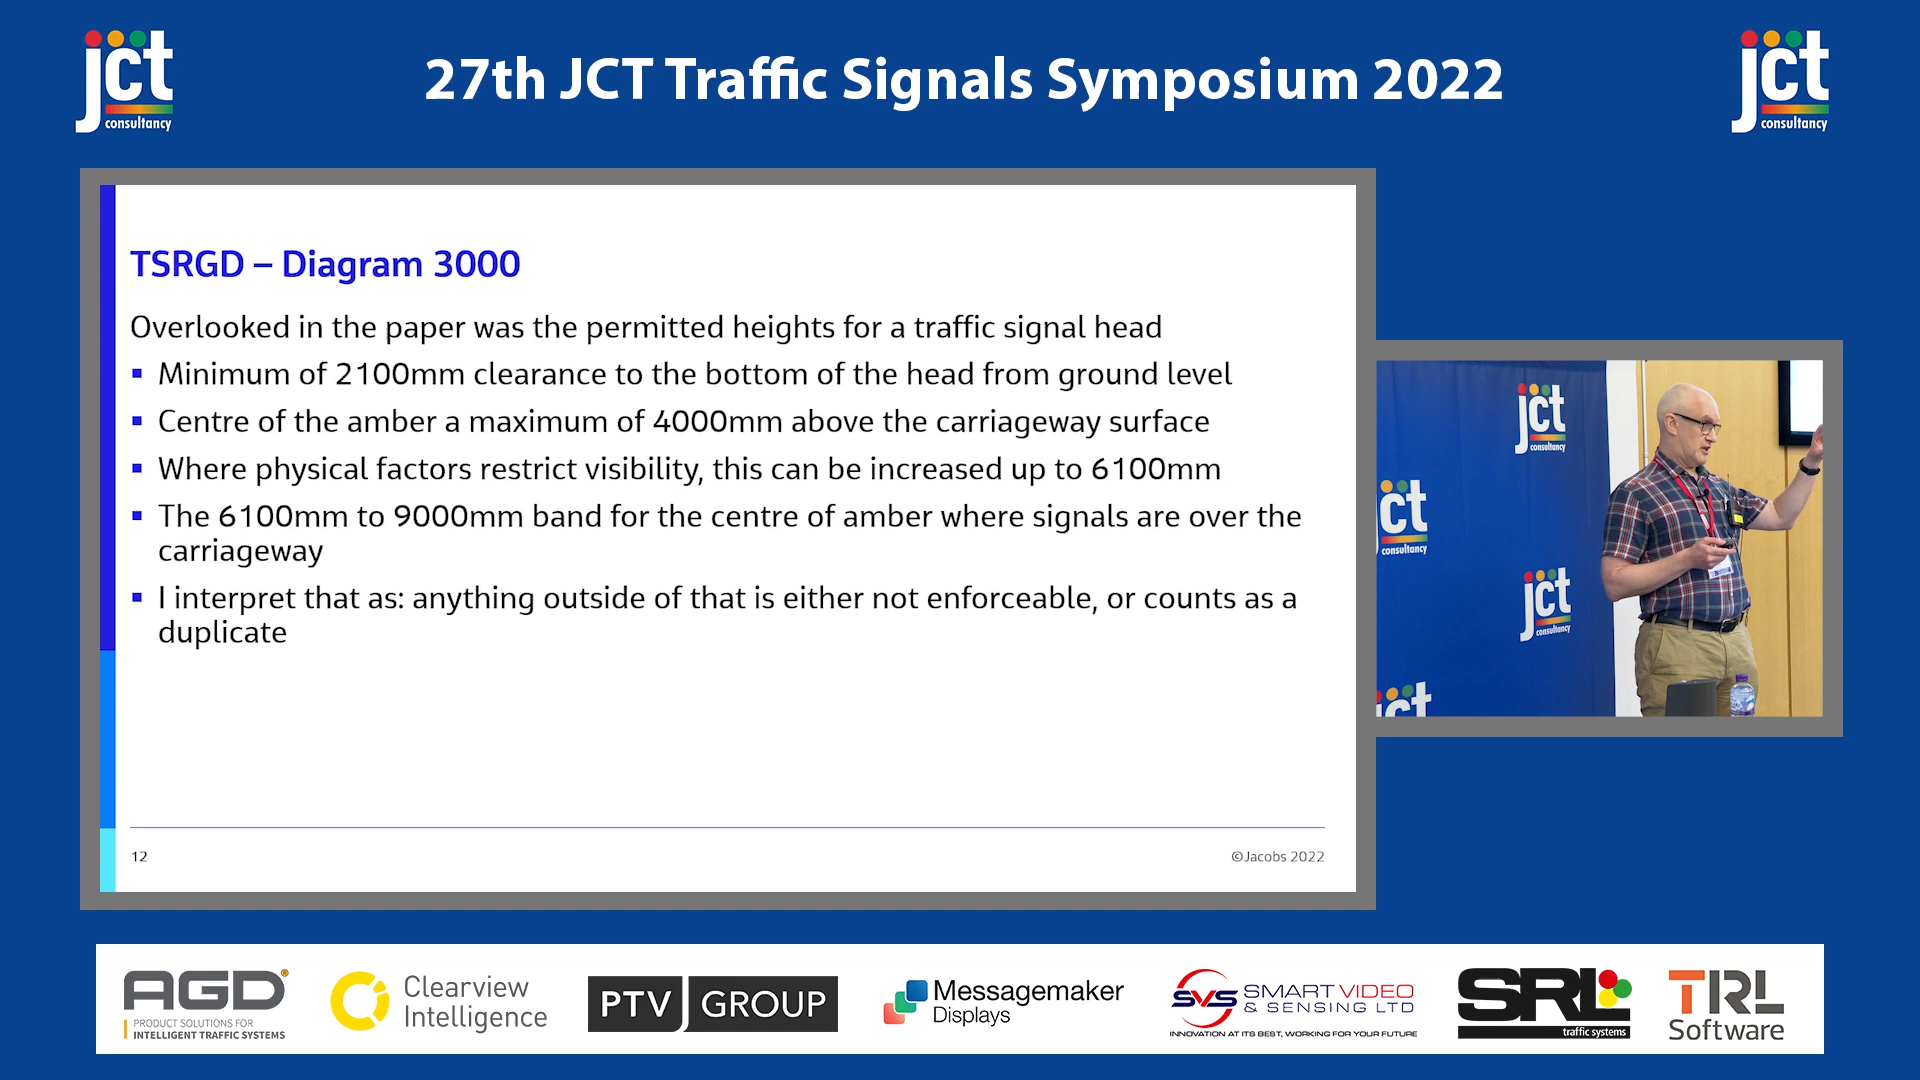 jct
consultancy
27th JCT Traffic Signals Symposium 2022
jct
consultancy
TSRGD – Diagram 3000
Overlooked in the paper was the permitted heights for a traffic signal head
▪ Minimum of 2100mm clearance to the bottom of the head from ground level
▪ Centre of the amber a maximum of 4000mm above the carriageway surface
▪ Where physical factors restrict visibility, this can be increased up to 6100mm
▪ The 6100mm to 9000mm band for the centre of amber where signals are over the
carriageway
▪ I interpret that as: anything outside of that is either not enforceable, or counts as a
duplicate
12
©Jacobs 2022
jct
consultancy
jct
consultancy
jct
consultancy
jct
AGD
PRODUCT SOLUTIONS FOR
INTELLIGENT TRAFFIC SYSTEMS
Clearview
Intelligence
PTV GROUP
Messagemaker
Displays
SVS SMART VIDEO
& SENSING LTD
INNOVATION AT ITS BEST, WORKING FOR YOUR FUTURE
SRL
traffic systems
TRL
Software